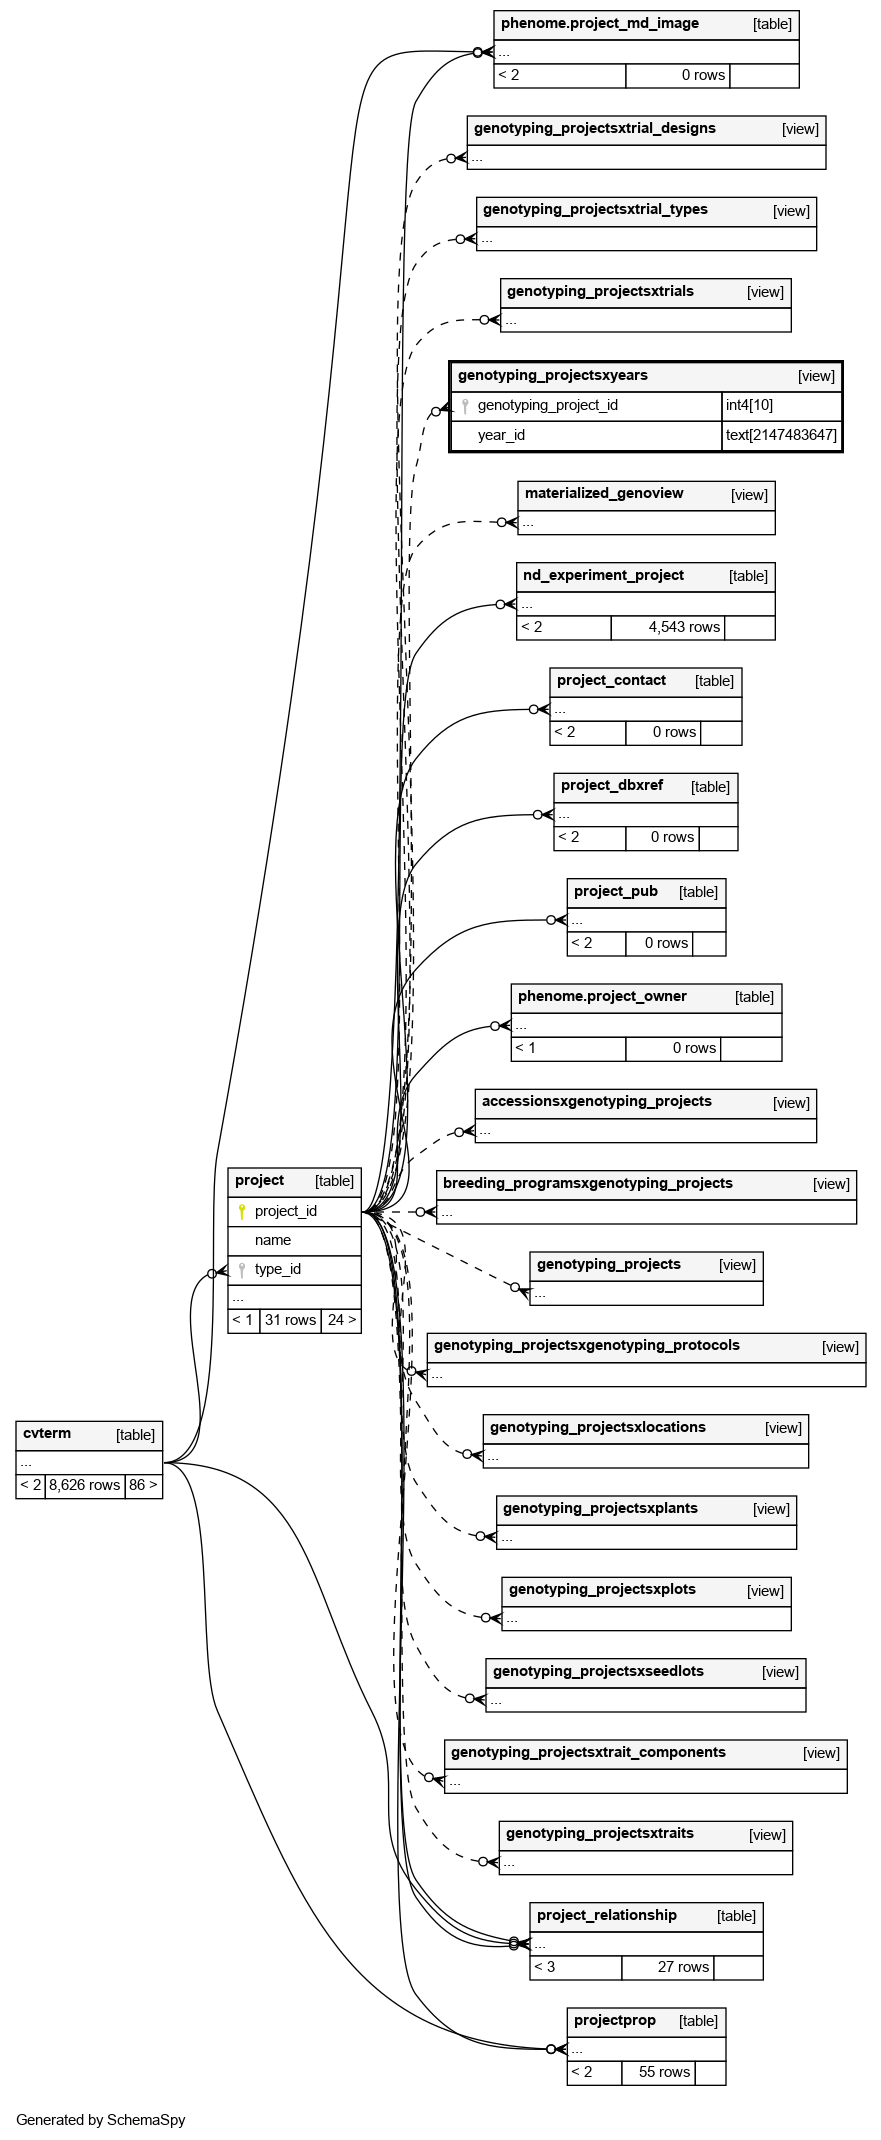 phenome.project_md_image [table]
...
< 2 0 rows
genotyping_projectsxtrial_designs [view]
...
genotyping_projectsxtrial_types [view]
...
genotyping_projectsxtrials [view]
...
genotyping_projectsxyears [view]
genotyping_project_id int4[10]
year_id text[2147483647]
materialized_genoview [view]
...
nd_experiment_project [table]
...
< 2 4,543 rows
project_contact [table]
...
< 2 0 rows
project_dbxref [table]
...
< 2 0 rows
project_pub [table]
...
< 2 0 rows
phenome.project_owner [table]
...
< 1 0 rows
accessionsxgenotyping_projects [view]
...
breeding_programsxgenotyping_projects [view]
...
project [table]
project_id
name
type_id
...
< 1 31 rows 24 >
genotyping_projects [view]
...
genotyping_projectsxgenotyping_protocols [view]
...
cvterm [table]
...
< 2 8,626 rows 86 >
genotyping_projectsxlocations [view]
...
genotyping_projectsxplants [view]
...
genotyping_projectsxplots [view]
...
genotyping_projectsxseedlots [view]
...
genotyping_projectsxtrait_components [view]
...
genotyping_projectsxtraits [view]
...
project_relationship [table]
...
< 3 27 rows
projectprop [table]
...
< 2 55 rows
Generated by SchemaSpy